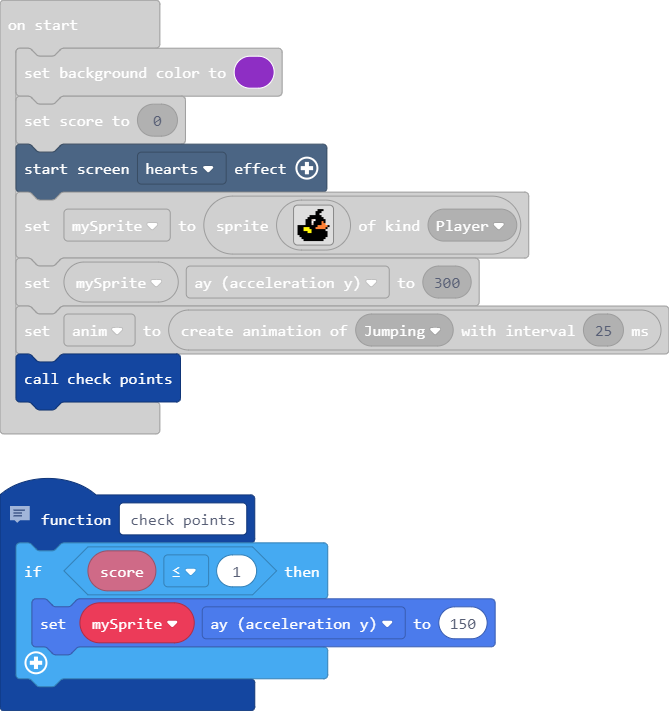 on start
set background color to
set score to 0
start screen hearts effect
set mySprite to sprite of kind Player
set mySprite ay (acceleration y) to 300
set anim to create animation of Jumping with interval 25 ms
call check points
function check points
if score ≤ 1 then
set mySprite ay (acceleration y) to 150